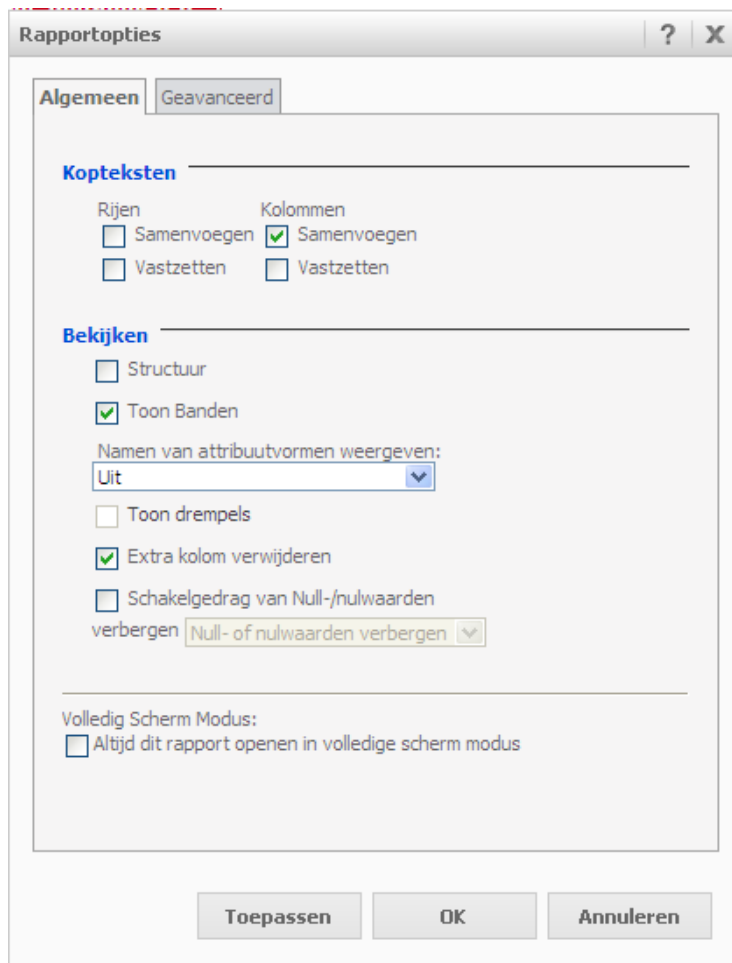 Rapportopties ? X
Algemeen Geavanceerd
Kopteksten
Rijen Kolommen
Samenvoegen Samenvoegen
Vastzetten Vastzetten
Bekijken
Structuur
Toon Banden
Namen van attribuutvormen weergeven:
Uit
Toon drempels
Extra kolom verwijderen
Schakelgedrag van Null-/nulwaarden
verbergen Null- of nulwaarden verbergen
Volledig Scherm Modus:
Altijd dit rapport openen in volledige scherm modus
Toepassen OK Annuleren